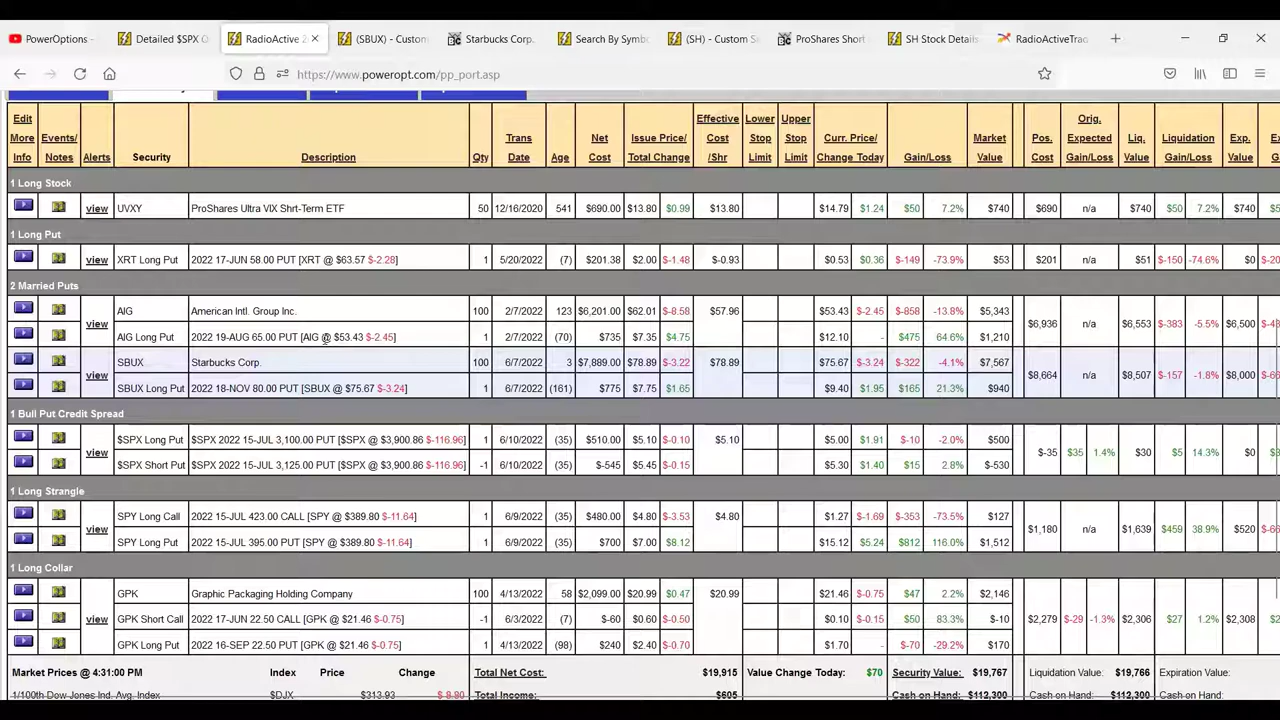 PowerOptions Detailed $SPX O RadioActive 2 (SBUX) - Custom Starbucks Corp. Search By Symbo (SH) - Custom S ProShares Short SH Stock Details RadioActiveTrad
https://www.poweropt.com/pp_port.asp
Edit More Info Events/ Notes Alerts Security Description Qty Trans Date Age Net Cost Issue Price/ Total Change Effective Cost /Shr Lower Stop Limit Upper Stop Limit Curr. Price/ Change Today Gain/Loss Market Value Pos. Cost Orig. Expected Gain/Loss Liq. Value Liquidation Gain/Loss Exp. Value
1 Long Stock
view UVXY ProShares Ultra VIX Shrt-Term ETF 50 12/16/2020 541 $690.00 $13.80 $0.99 $13.80 $14.79 $1.24 $50 7.2% $740 $690 n/a $740 $50 7.2% $740
1 Long Put
view XRT Long Put 2022 17-JUN 58.00 PUT [XRT @ $63.57 $-2.28] 1 5/20/2022 (7) $201.38 $2.00 $-1.48 $-0.93 $0.53 $0.36 $-149 -73.9% $53 $201 n/a $51 $-150 -74.6% $0 $-20
2 Married Puts
view AIG American Intl. Group Inc. 100 2/7/2022 123 $6,201.00 $62.01 $-8.58 $57.96 $53.43 $-2.45 $-858 -13.8% $5,343 $6,936 n/a $6,553 $-383 -5.5% $6,500
AIG Long Put 2022 19-AUG 65.00 PUT [AIG @ $53.43 $-2.45] 1 2/7/2022 (70) $735 $7.35 $4.75 $12.10 - $475 64.6% $1,210
view SBUX Starbucks Corp. 100 6/7/2022 3 $7,889.00 $78.89 $-3.22 $78.89 $75.67 $-3.24 $-322 -4.1% $7,567 $8,664 n/a $8,507 $-157 -1.8% $8,000 $-66
SBUX Long Put 2022 18-NOV 80.00 PUT [SBUX @ $75.67 $-3.24] 1 6/7/2022 (161) $775 $7.75 $1.65 $9.40 $1.95 $165 21.3% $940
1 Bull Put Credit Spread
view $SPX Long Put $SPX 2022 15-JUL 3,100.00 PUT [$SPX @ $3,900.86 $-116.96] 1 6/10/2022 (35) $510.00 $5.10 $-0.10 $5.10 $5.00 $1.91 $-10 -2.0% $500 $-35 $35 1.4% $30 $5 14.3% $0
$SPX Short Put $SPX 2022 15-JUL 3,125.00 PUT [$SPX @ $3,900.86 $-116.96] -1 6/10/2022 (35) $-545 $5.45 $-0.15 $5.30 $1.40 $15 2.8% $-530
1 Long Strangle
view SPY Long Call 2022 15-JUL 423.00 CALL [SPY @ $389.80 $-11.64] 1 6/9/2022 (35) $480.00 $4.80 $-3.53 $4.80 $1.27 $-1.69 $-353 -73.5% $127 $1,180 n/a $1,639 $459 38.9% $520 $-66
SPY Long Put 2022 15-JUL 395.00 PUT [SPY @ $389.80 $-11.64] 1 6/9/2022 (35) $700 $7.00 $8.12 $15.12 $5.24 $812 116.0% $1,512
1 Long Collar
view GPK Graphic Packaging Holding Company 100 4/13/2022 58 $2,099.00 $20.99 $0.47 $20.99 $21.46 $-0.75 $47 2.2% $2,146 $2,279 $-29 -1.3% $2,306 $27 1.2% $2,308
GPK Short Call 2022 17-JUN 22.50 CALL [GPK @ $21.46 $-0.75] -1 6/3/2022 (7) $-60 $0.60 $-0.50 $0.10 $-0.15 $50 83.3% $-10
GPK Long Put 2022 16-SEP 22.50 PUT [GPK @ $21.46 $-0.75] 1 4/13/2022 (98) $240 $2.40 $-0.70 $1.70 - $-70 -29.2% $170
Market Prices @ 4:31:00 PM Index Price Change Total Net Cost: $19,915 Value Change Today: $70 Security Value: $19,767 Liquidation Value: $19,766 Expiration Value:
1/100th Dow Jones Ind. Avg. Index $DJX $313.93 $-8.80 Total Income: $605 Cash on Hand: $112,300 Cash on Hand: $112,300 Cash on Hand: